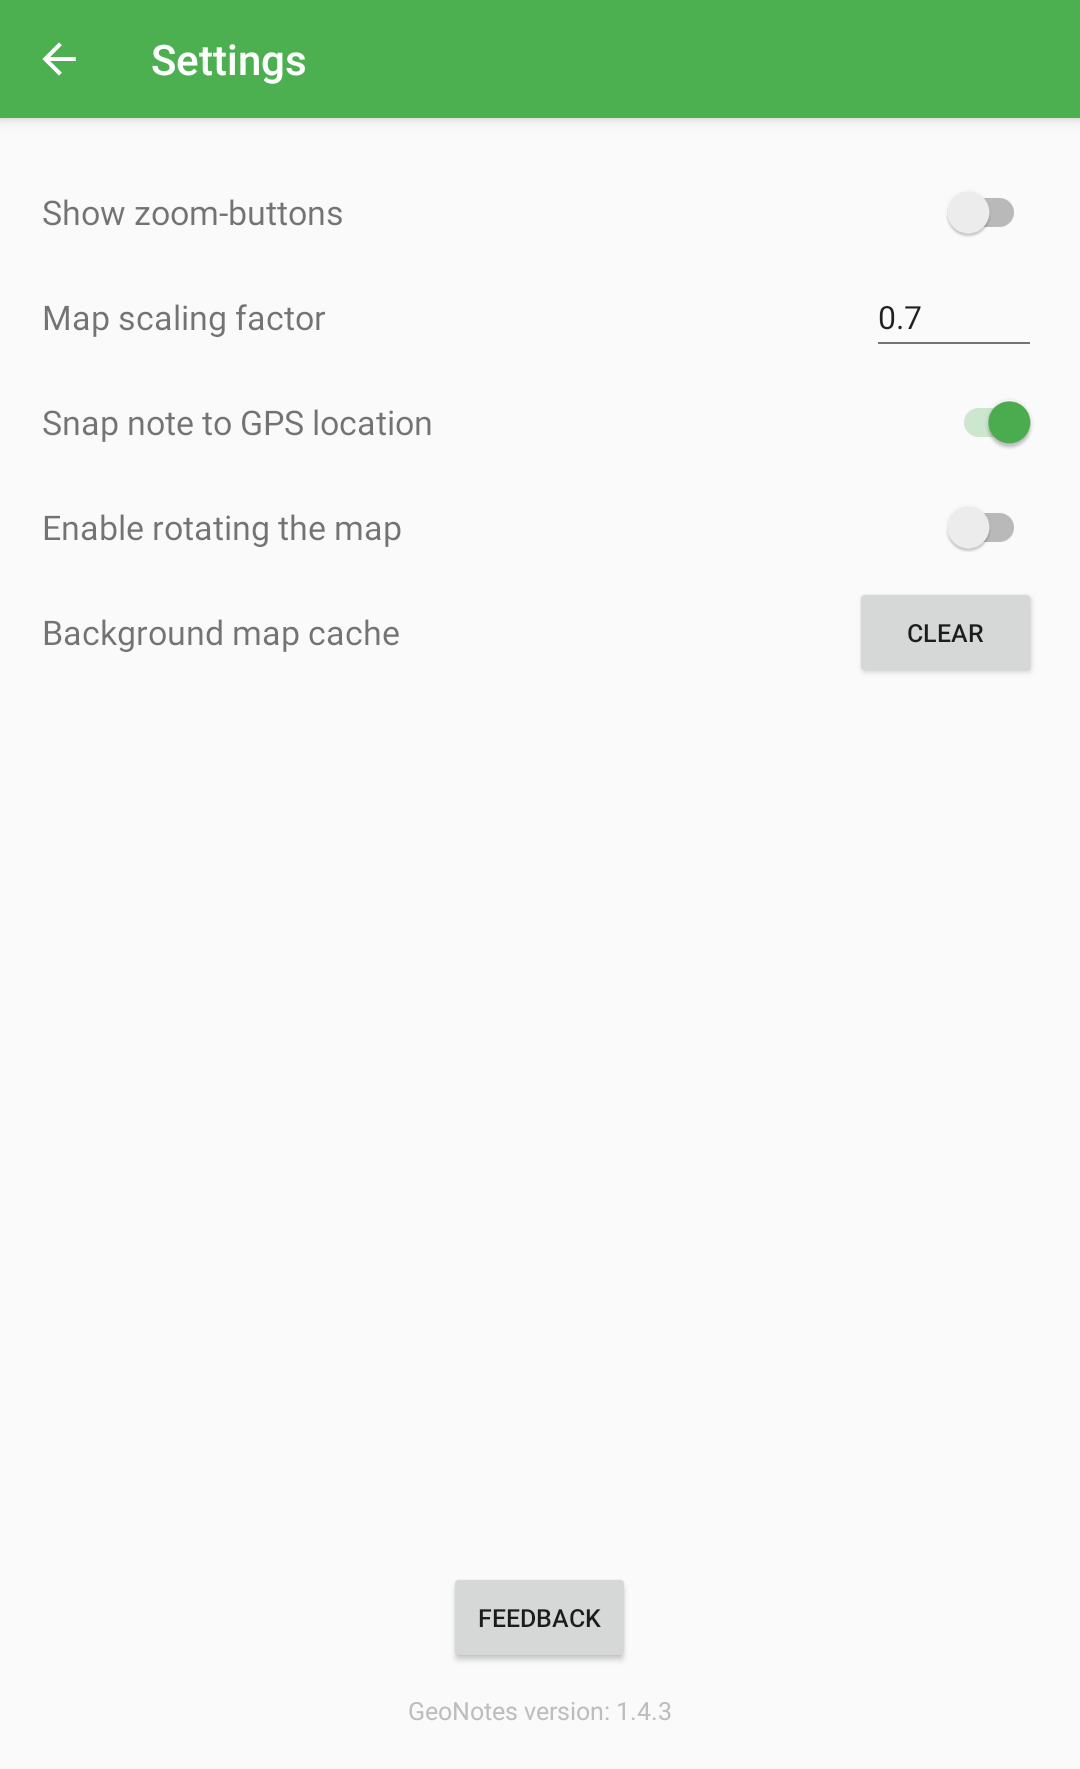 Settings
Show zoom-buttons
Map scaling factor 0.7
Snap note to GPS location
Enable rotating the map
Background map cache CLEAR
FEEDBACK
GeoNotes version: 1.4.3